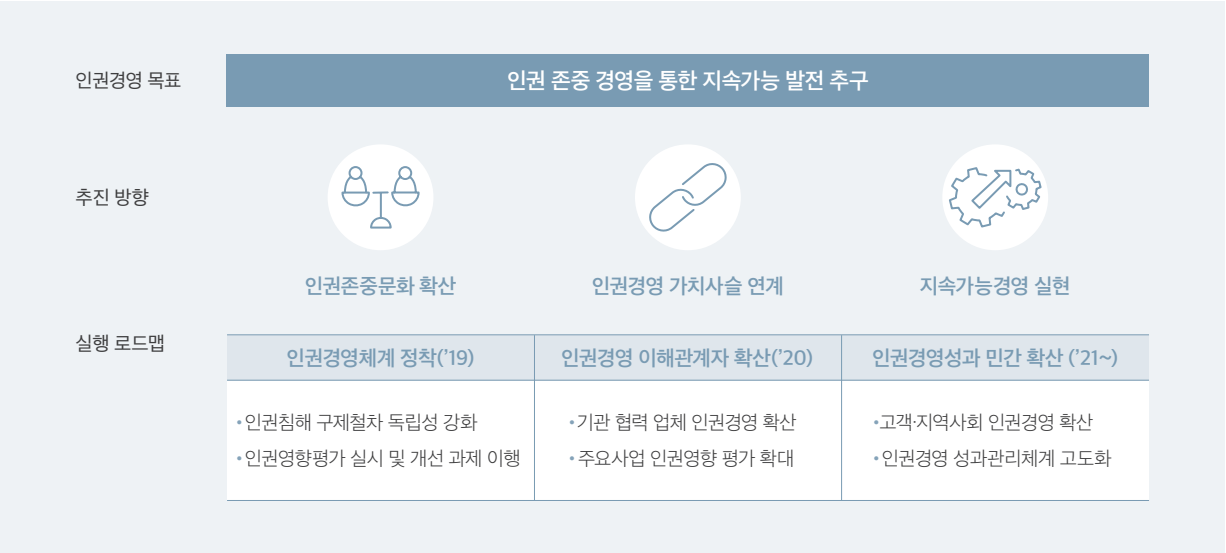 인권경영 목표
인권 존중 경영을 통한 지속가능 발전 추구
추진 방향
인권존중문화 확산
인권경영 가치사슬 연계
지속가능경영 실현
실행 로드맵
인권경영체계 정착(’19)
인권경영 이해관계자 확산(’20)
인권경영성과 민간 확산 (’21~)
•인권침해 구제철차 독립성 강화
•인권영향평가 실시 및 개선 과제 이행
•기관 협력 업체 인권경영 확산
•주요사업 인권영향 평가 확대
•고객·지역사회 인권경영 확산
•인권경영 성과관리체계 고도화